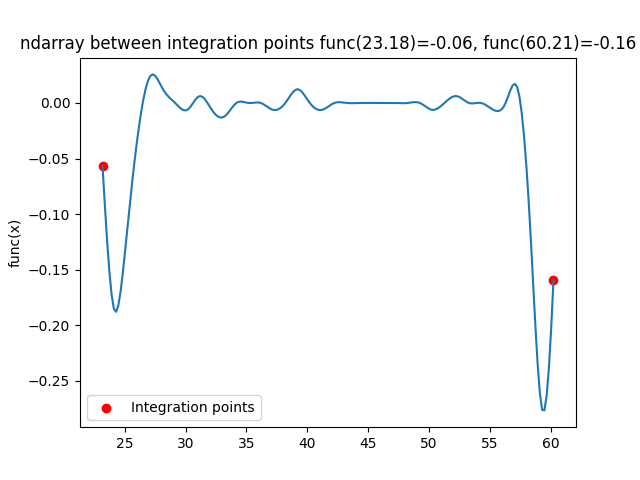 ndarray between integration points func(23.18)=-0.06, func(60.21)=-0.16
func(x)
0.00
−0.05
−0.10
−0.15
−0.20
−0.25
Integration points
25 30 35 40 45 50 55 60